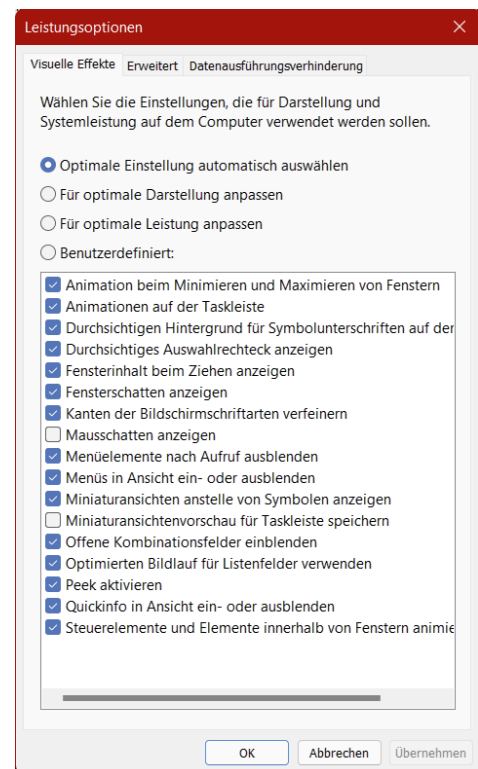 Leistungsoptionen
Visuelle Effekte Erweitert Datenausführungsverhinderung
Wählen Sie die Einstellungen, die für Darstellung und
Systemleistung auf dem Computer verwendet werden sollen.
Optimale Einstellung automatisch auswählen
Für optimale Darstellung anpassen
Für optimale Leistung anpassen
Benutzerdefiniert:
Animation beim Minimieren und Maximieren von Fenstern
Animationen auf der Taskleiste
Durchsichtigen Hintergrund für Symbolunterschriften auf der
Durchsichtiges Auswahlrechteck anzeigen
Fensterinhalt beim Ziehen anzeigen
Fensterschatten anzeigen
Kanten der Bildschirmschriftarten verfeinern
Mausschatten anzeigen
Menüelemente nach Aufruf ausblenden
Menüs in Ansicht ein- oder ausblenden
Miniaturansichten anstelle von Symbolen anzeigen
Miniaturansichtenvorschau für Taskleiste speichern
Offene Kombinationsfelder einblenden
Optimierten Bildlauf für Listenfelder verwenden
Peek aktivieren
Quickinfo in Ansicht ein- oder ausblenden
Steuerelemente und Elemente innerhalb von Fenstern animie
OK Abbrechen Übernehmen